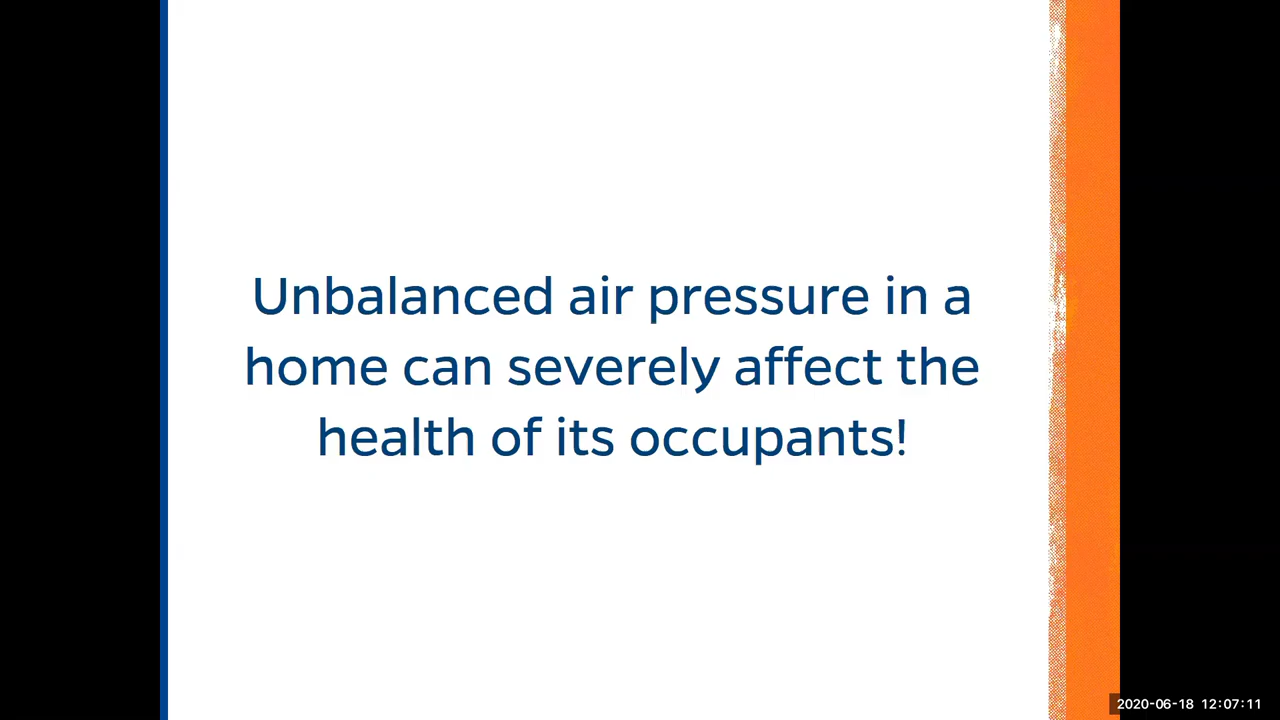 Unbalanced air pressure in a
home can severely affect the
health of its occupants!
2020-06-18 12:07:11